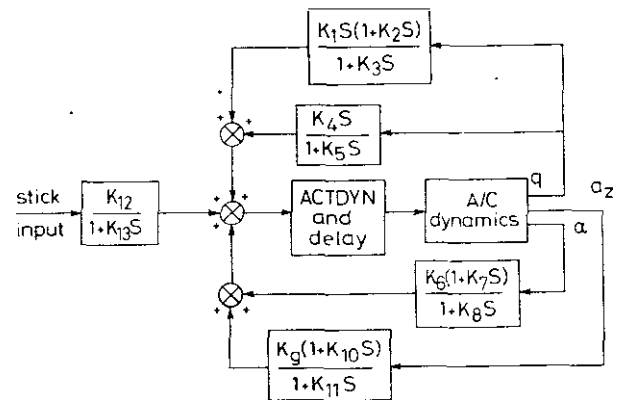 K₁S(1+K₂S)
1+K₃S
+ +
K₄S
1+K₅S
q
a_z
stick
input
K₁₂
1+K₁₃S
+ + + +
ACTDYN
and
delay
A/C
dynamics
α
K₆(1+K₇S)
1+K₈S
+ +
K₉(1+K₁₀S)
1+K₁₁S